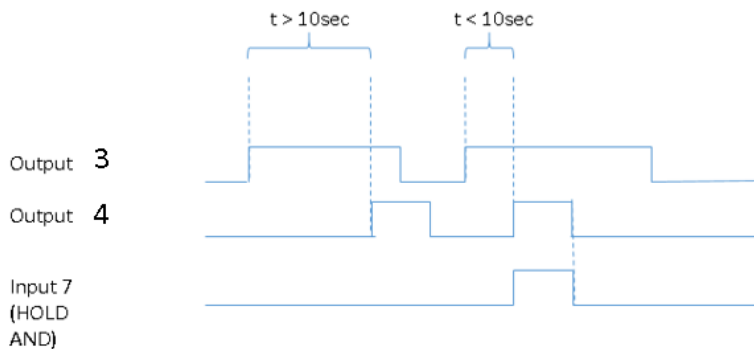 t > 10sec
t < 10sec
Output 3
Output 4
Input 7
(HOLD
AND)